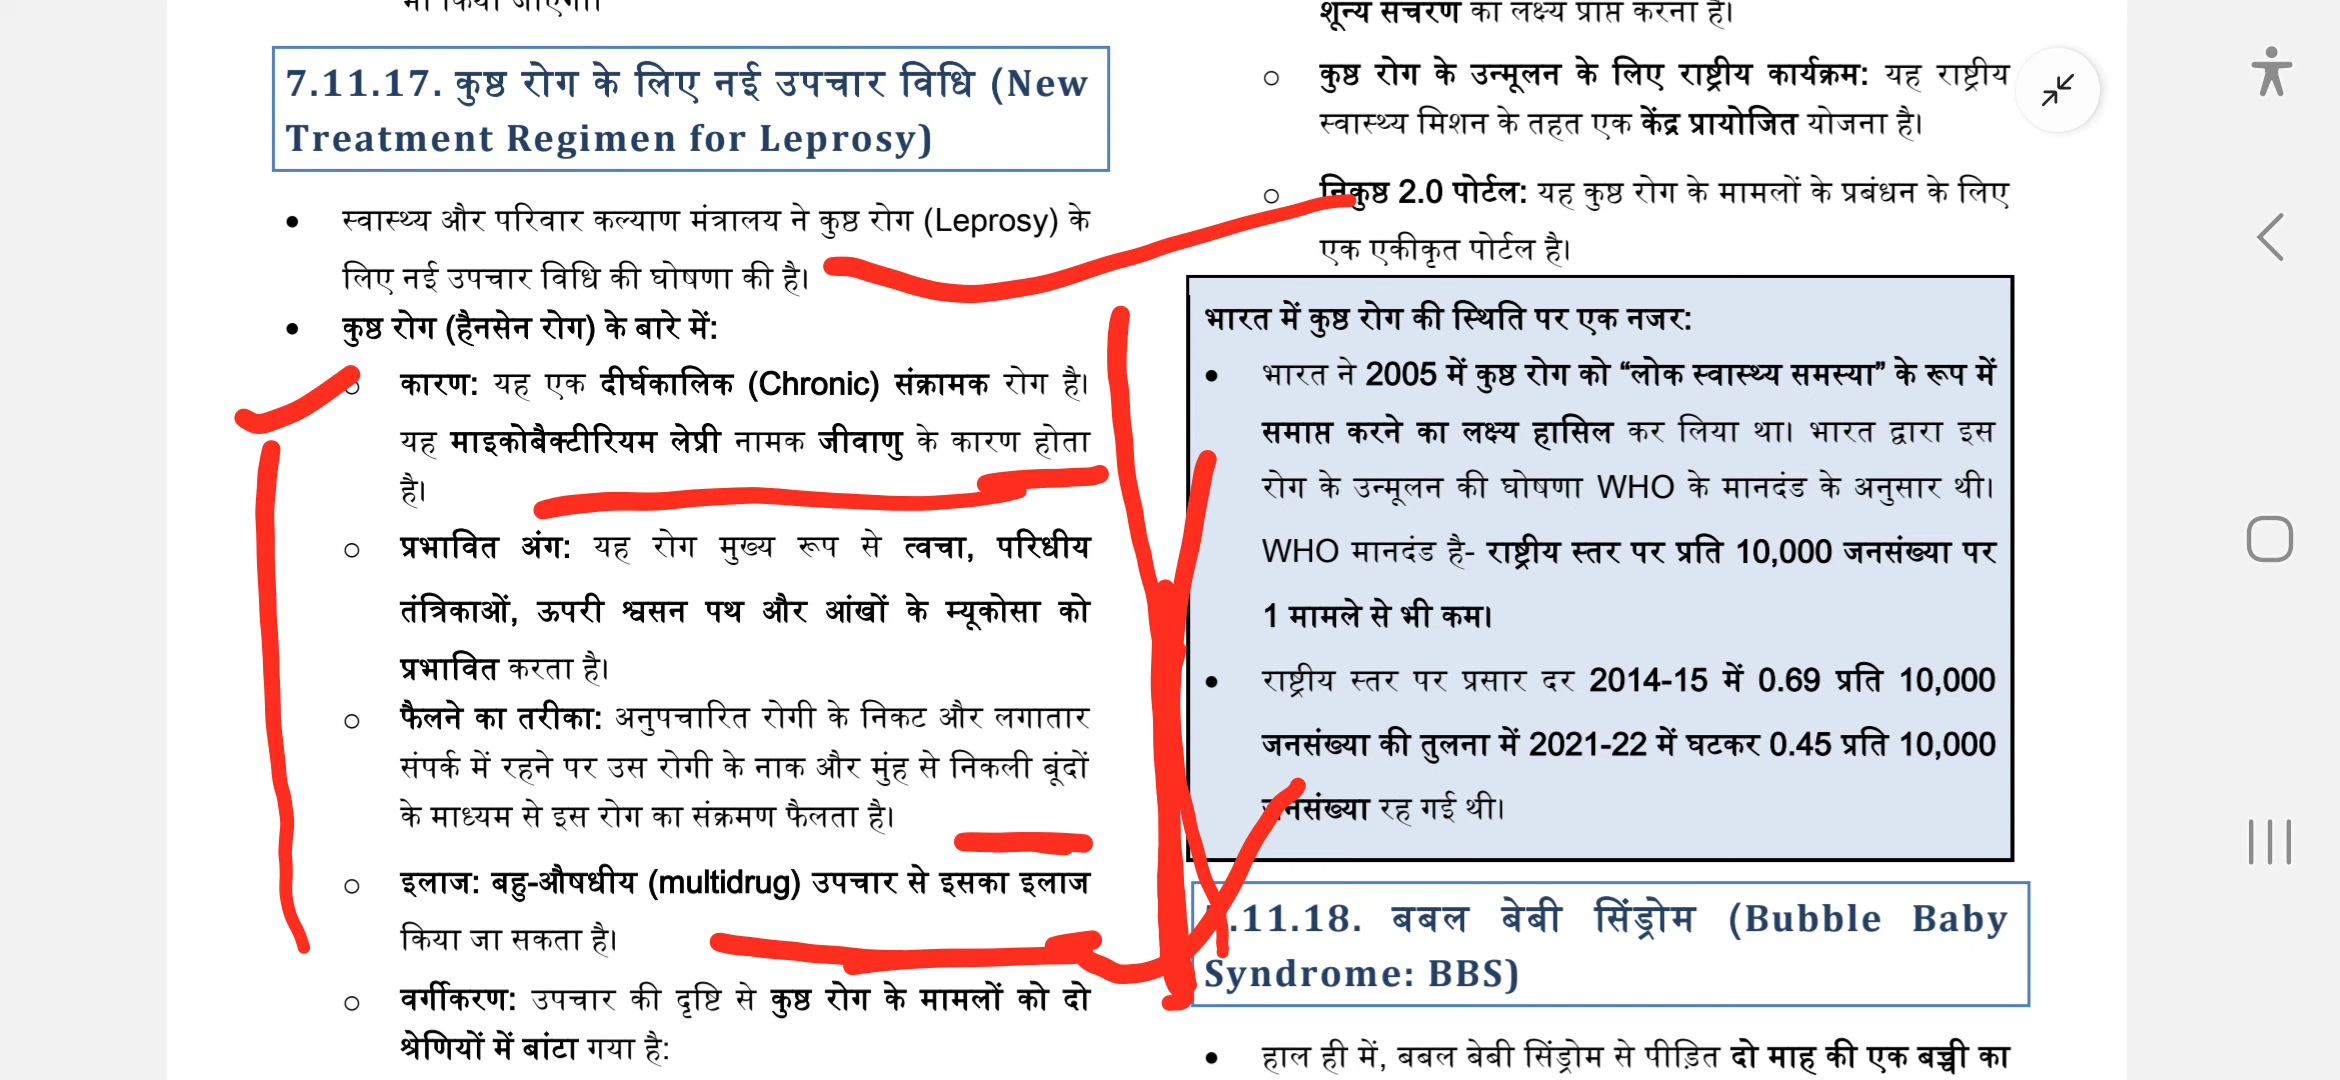 7.11.17. कुष्ठ रोग के लिए नई उपचार विधि (New
Treatment Regimen for Leprosy)
• स्वास्थ्य और परिवार कल्याण मंत्रालय ने कुष्ठ रोग (Leprosy) के
लिए नई उपचार विधि की घोषणा की है।
• कुष्ठ रोग (हैनसेन रोग) के बारे में:
○ कारण: यह एक दीर्घकालिक (Chronic) संक्रामक रोग है।
यह माइकोबैक्टीरियम लेप्री नामक जीवाणु के कारण होता
है।
○ प्रभावित अंग: यह रोग मुख्य रूप से त्वचा, परिधीय
तंत्रिकाओं, ऊपरी श्वसन पथ और आंखों के म्यूकोसा को
प्रभावित करता है।
○ फैलने का तरीका: अनुपचारित रोगी के निकट और लगातार
संपर्क में रहने पर उस रोगी के नाक और मुंह से निकली बूंदों
के माध्यम से इस रोग का संक्रमण फैलता है।
○ इलाज: बहु-औषधीय (multidrug) उपचार से इसका इलाज
किया जा सकता है।
○ वर्गीकरण: उपचार की दृष्टि से कुष्ठ रोग के मामलों को दो
श्रेणियों में बांटा गया है:
शून्य संचरण का लक्ष्य प्राप्त करना है।
○ कुष्ठ रोग के उन्मूलन के लिए राष्ट्रीय कार्यक्रम: यह राष्ट्रीय
स्वास्थ्य मिशन के तहत एक केंद्र प्रायोजित योजना है।
○ निकुष्ठ 2.0 पोर्टल: यह कुष्ठ रोग के मामलों के प्रबंधन के लिए
एक एकीकृत पोर्टल है।
भारत में कुष्ठ रोग की स्थिति पर एक नजर:
• भारत ने 2005 में कुष्ठ रोग को “लोक स्वास्थ्य समस्या” के रूप में
समाप्त करने का लक्ष्य हासिल कर लिया था। भारत द्वारा इस
रोग के उन्मूलन की घोषणा WHO के मानदंड के अनुसार थी।
WHO मानदंड है- राष्ट्रीय स्तर पर प्रति 10,000 जनसंख्या पर
1 मामले से भी कम।
• राष्ट्रीय स्तर पर प्रसार दर 2014-15 में 0.69 प्रति 10,000
जनसंख्या की तुलना में 2021-22 में घटकर 0.45 प्रति 10,000
जनसंख्या रह गई थी।
.11.18. बबल बेबी सिंड्रोम (Bubble Baby
Syndrome: BBS)
• हाल ही में, बबल बेबी सिंड्रोम से पीड़ित दो माह की एक बच्ची का